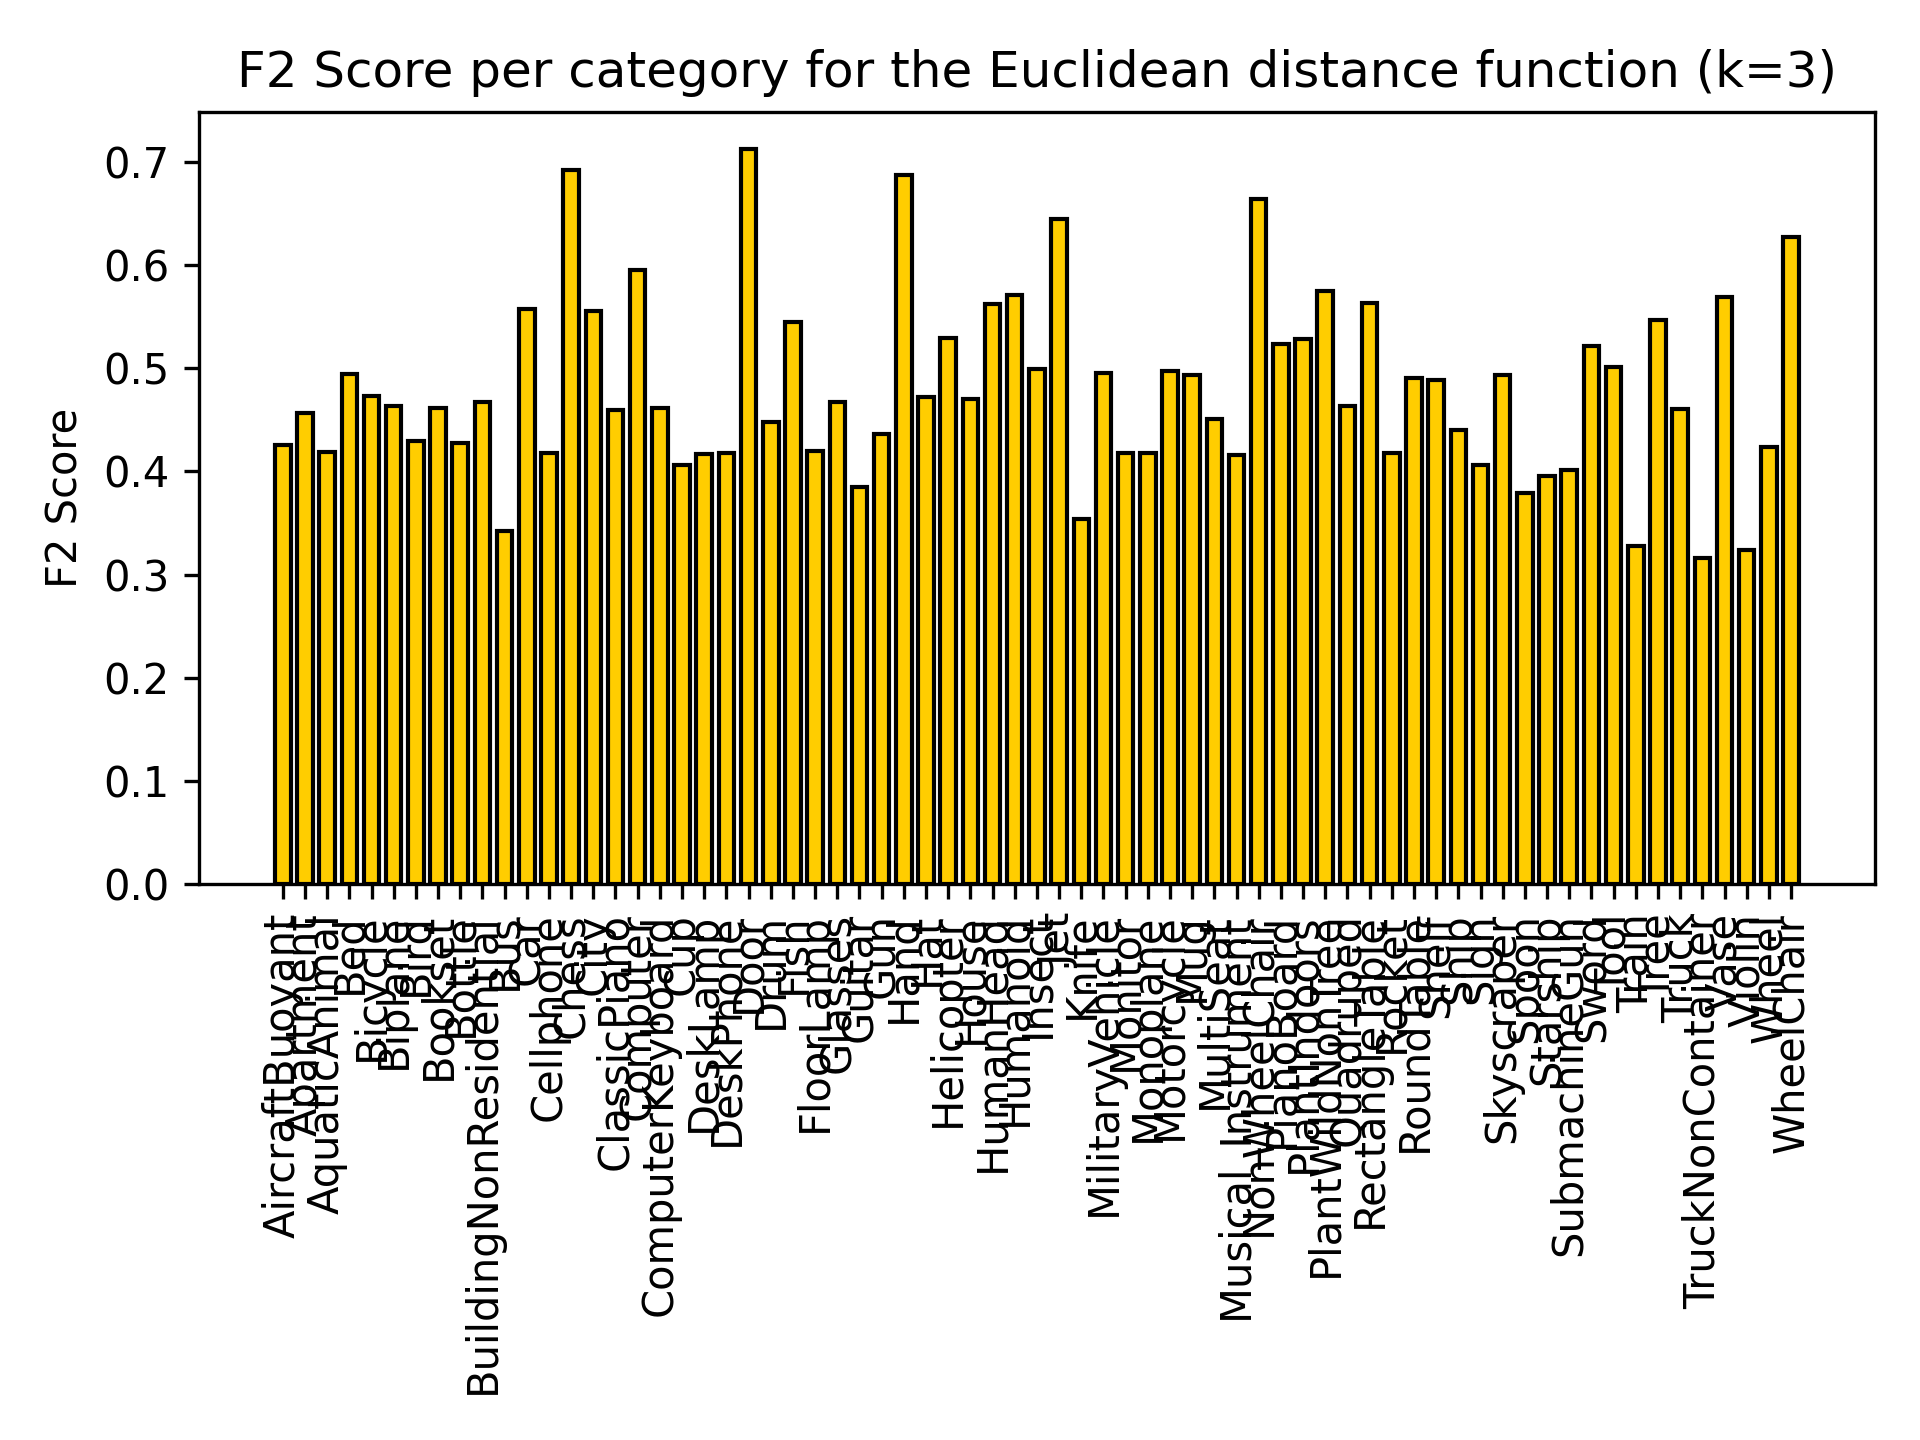 F2 Score per category for the Euclidean distance function (k=3)
F2 Score
0.7
0.6
0.5
0.4
0.3
0.2
0.1
0.0
AircraftBuoyant
Apartment
AquaticAnimal
Bed
Bicycle
Biplane
Bird
Bookset
Bottle
BuildingNonResidential
Bus
Car
Cellphone
Chess
City
ClassicPiano
Computer
ComputerKeyboard
Cup
DeskLamp
DeskPhone
Door
Drum
Fish
FloorLamp
Glasses
Guitar
Gun
Hand
Hat
Helicopter
House
HumanHead
Humanoid
Insect
Jet
Knife
MilitaryVehicle
Monitor
Monoplane
Motorcycle
Mug
MultiSeat
Musical_Instrument
NonWheelChair
PianoBoard
PlantIndoors
PlantWildNonTree
Quadruped
RectangleTable
Rocket
RoundTable
Shell
Ship
Sign
Skyscraper
Spoon
Starship
SubmachineGun
Sword
Tool
Train
Tree
Truck
TruckNonContainer
Vase
Violin
Wheel
WheelChair